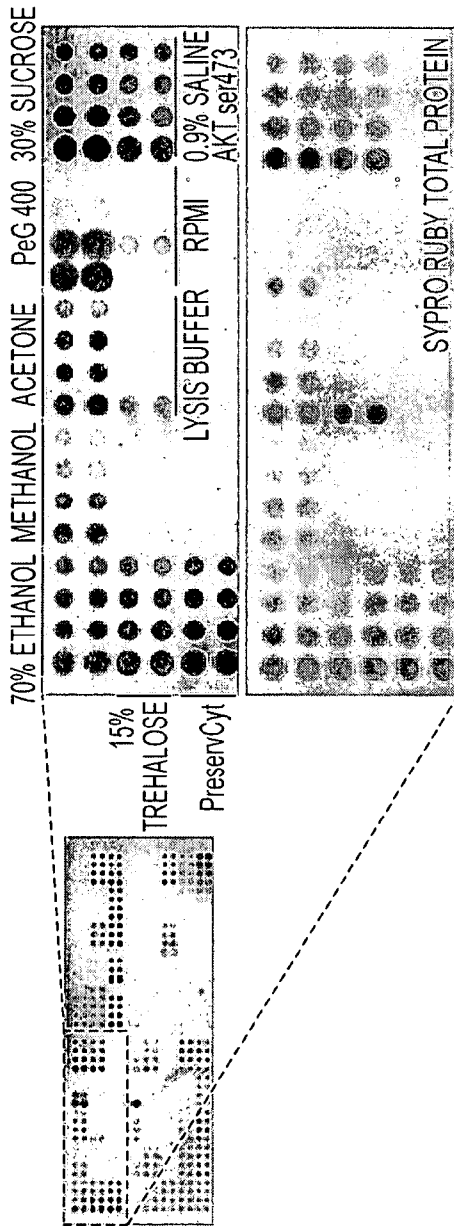 70% ETHANOL METHANOL ACETONE PeG 400 30% SUCROSE
15%
TREHALOSE
PreservCyt
LYSIS BUFFER RPMI 0.9% SALINE
AKT ser473
SYPRO RUBY TOTAL PROTEIN